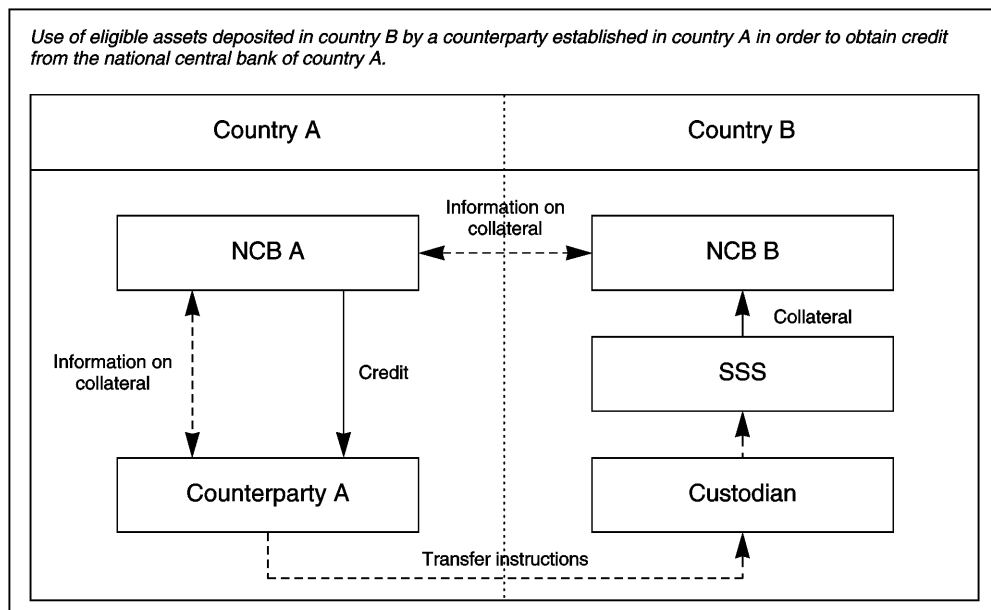 Use of eligible assets deposited in country B by a counterparty established in country A in order to obtain credit
from the national central bank of country A.
Country A
Country B
Information on
collateral
NCB A
NCB B
Collateral
Information on
collateral
Credit
SSS
Counterparty A
Custodian
Transfer instructions